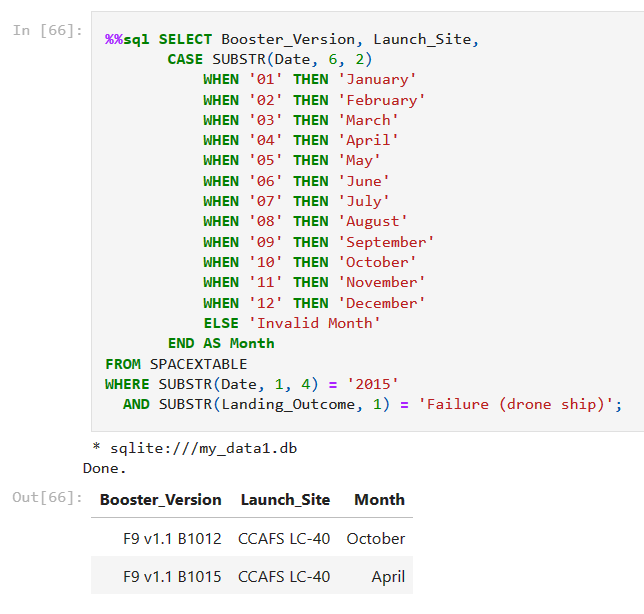 In [66]:
%%sql SELECT Booster_Version, Launch_Site,
CASE SUBSTR(Date, 6, 2)
WHEN '01' THEN 'January'
WHEN '02' THEN 'February'
WHEN '03' THEN 'March'
WHEN '04' THEN 'April'
WHEN '05' THEN 'May'
WHEN '06' THEN 'June'
WHEN '07' THEN 'July'
WHEN '08' THEN 'August'
WHEN '09' THEN 'September'
WHEN '10' THEN 'October'
WHEN '11' THEN 'November'
WHEN '12' THEN 'December'
ELSE 'Invalid Month'
END AS Month
FROM SPACEXTABLE
WHERE SUBSTR(Date, 1, 4) = '2015'
AND SUBSTR(Landing_Outcome, 1) = 'Failure (drone ship)';
* sqlite:///my_data1.db
Done.
Out[66]:
Booster_Version Launch_Site Month
F9 v1.1 B1012 CCAFS LC-40 October
F9 v1.1 B1015 CCAFS LC-40 April